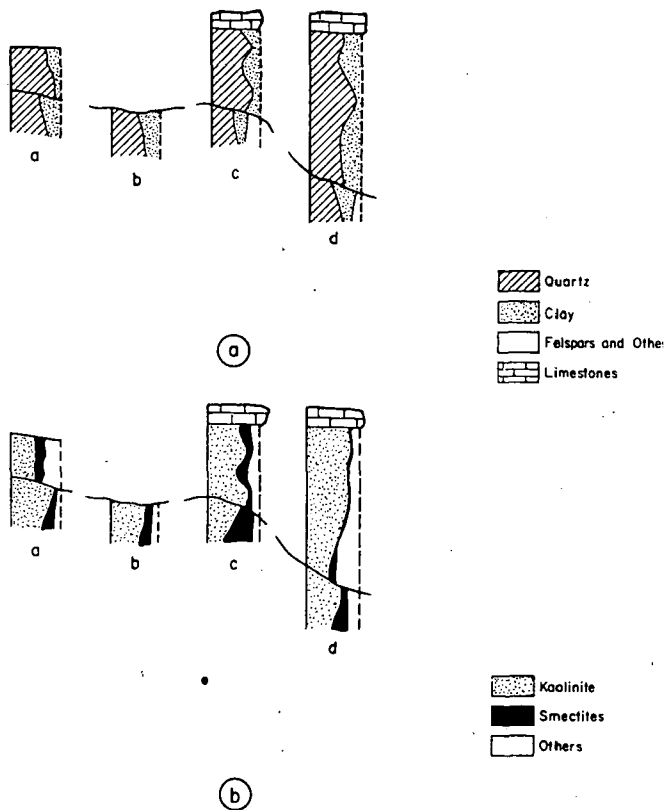 a
b
c
d
Quartz
Clay
Felspars and Othe
Limestones
a
a
b
c
d
Kaolinite
Smectites
Others
b